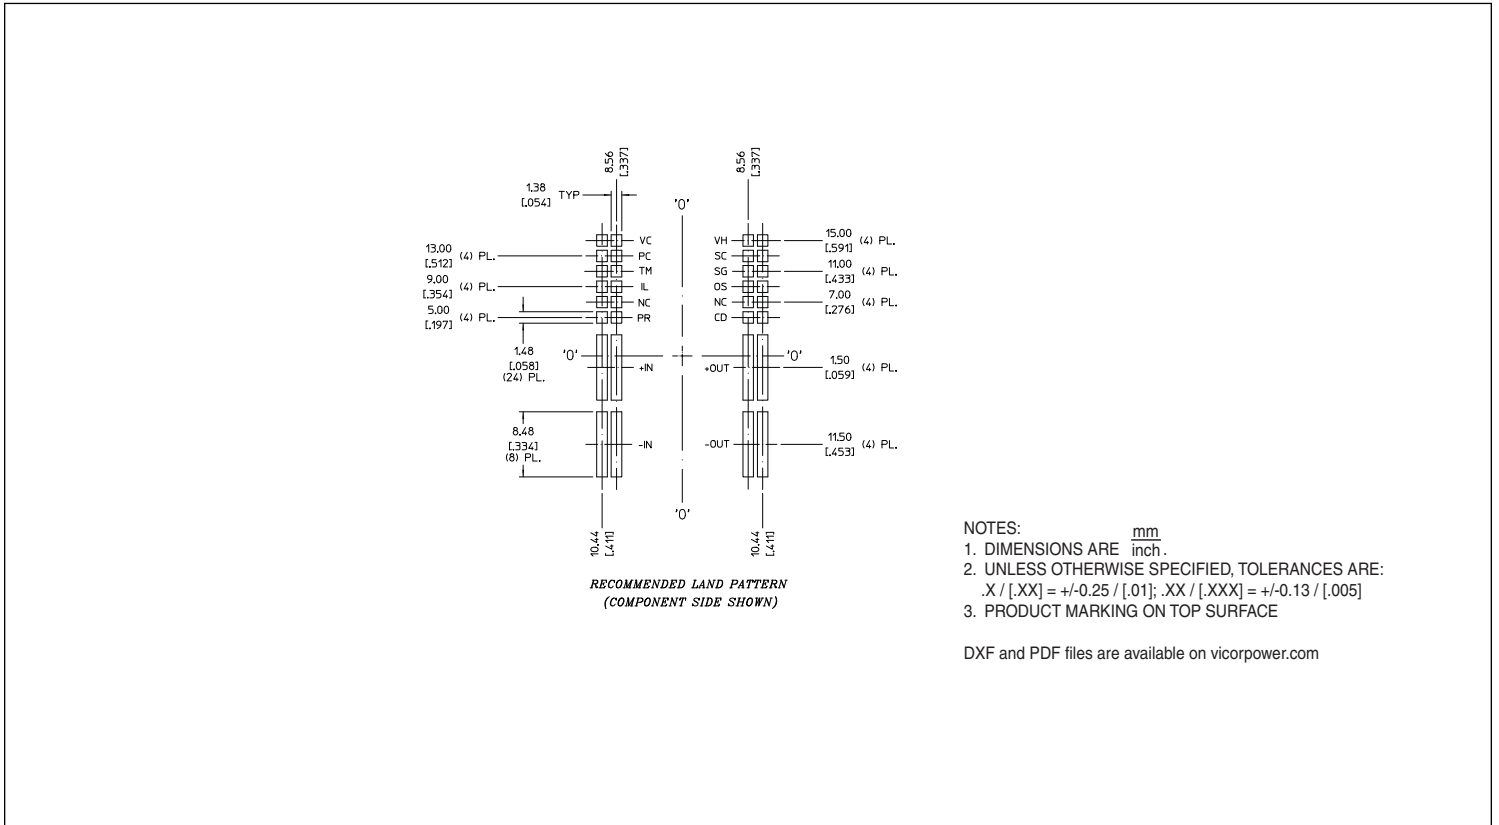 8.56
[.337]
8.56
[.337]
1.38
[.054]
TYP
'0'
VC
PC
TM
IL
NC
PR
VH
SC
SG
OS
NC
CD
13.00
[.512]
(4) PL.
9.00
[.354]
(4) PL.
5.00
[.197]
(4) PL.
15.00
[.591]
(4) PL.
11.00
[.433]
(4) PL.
7.00
[.276]
(4) PL.
1.48
[.058]
(24) PL.
'0'
'0'
+IN
+OUT
1.50
[.059]
(4) PL.
8.48
[.334]
(8) PL.
-IN
-OUT
11.50
[.453]
(4) PL.
'0'
10.44
[.411]
10.44
[.411]
RECOMMENDED LAND PATTERN
(COMPONENT SIDE SHOWN)
NOTES:
1. DIMENSIONS ARE mm
inch.
2. UNLESS OTHERWISE SPECIFIED, TOLERANCES ARE:
.X / [.XX] = +/-0.25 / [.01]; .XX / [.XXX] = +/-0.13 / [.005]
3. PRODUCT MARKING ON TOP SURFACE
DXF and PDF files are available on vicorpower.com